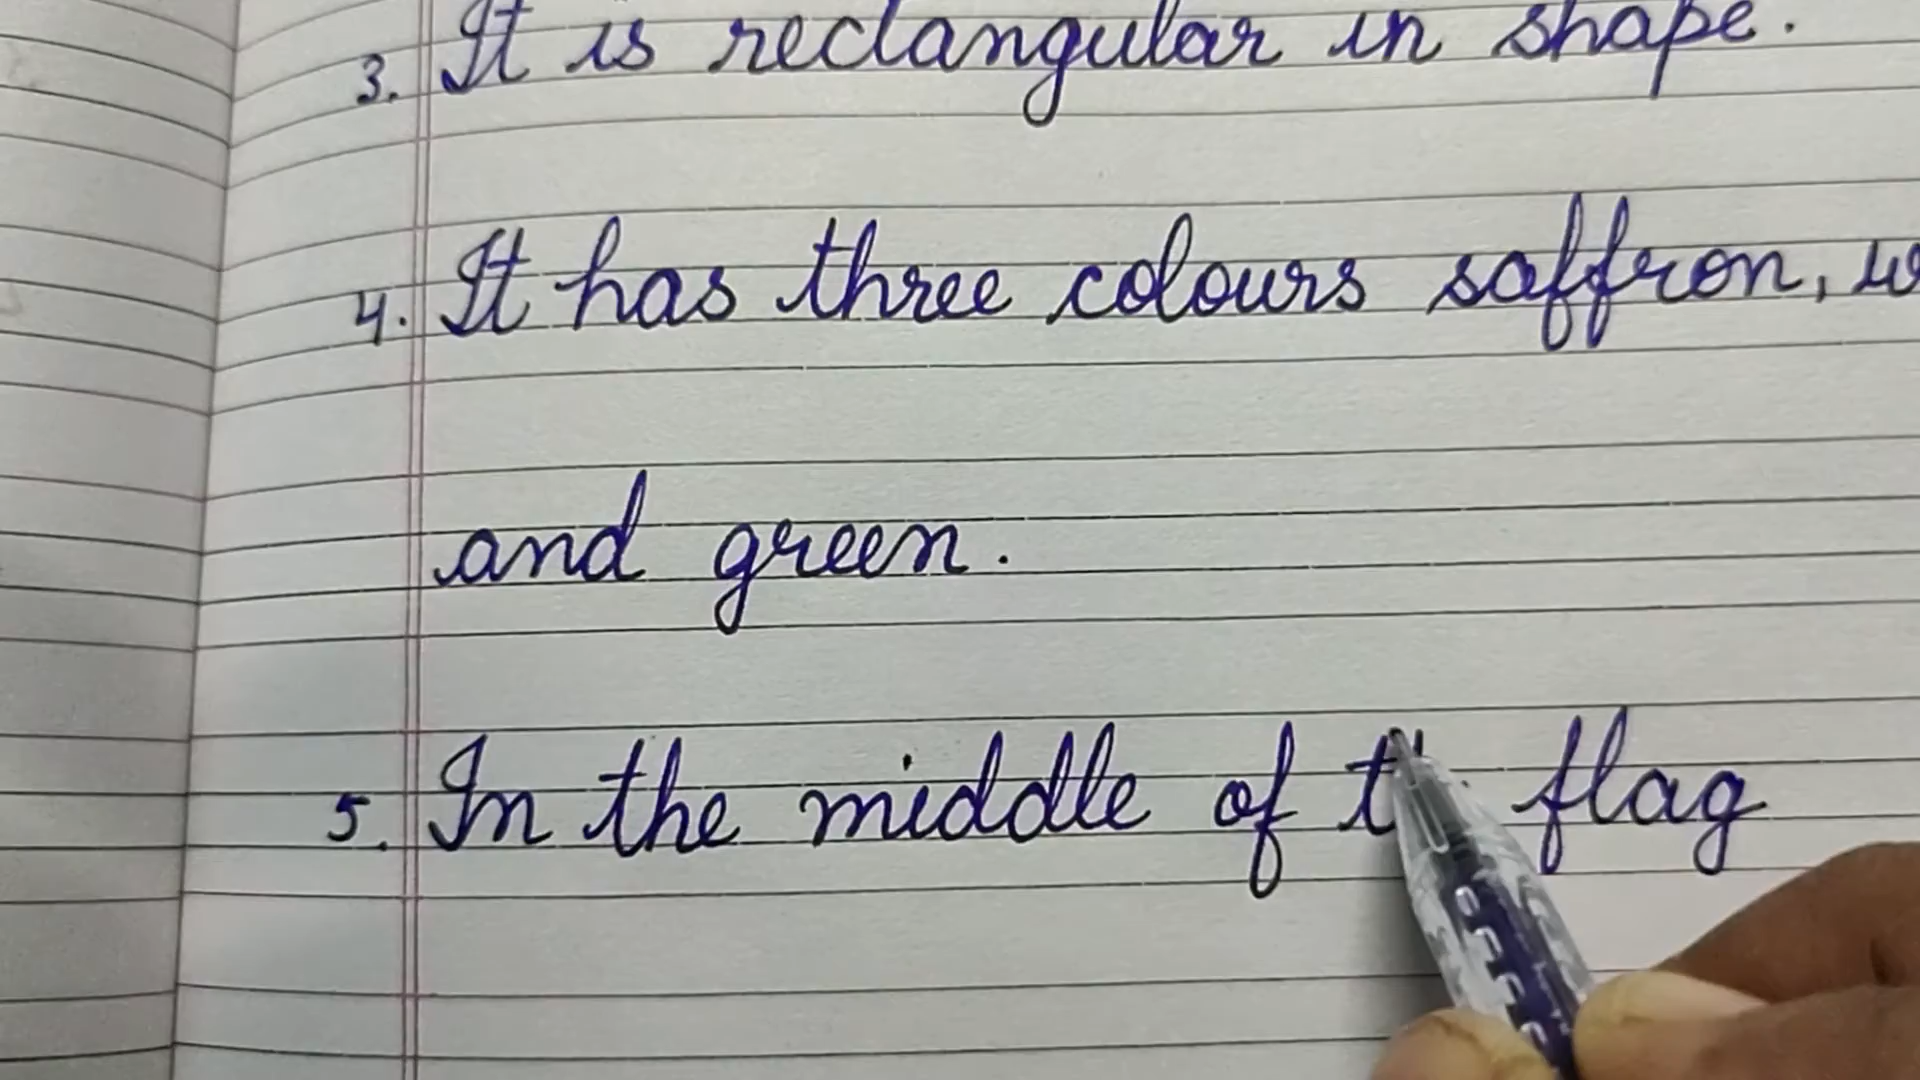 3. It is rectangular in shape.
4. It has three colours saffron,
and green.
5. In the middle of flag